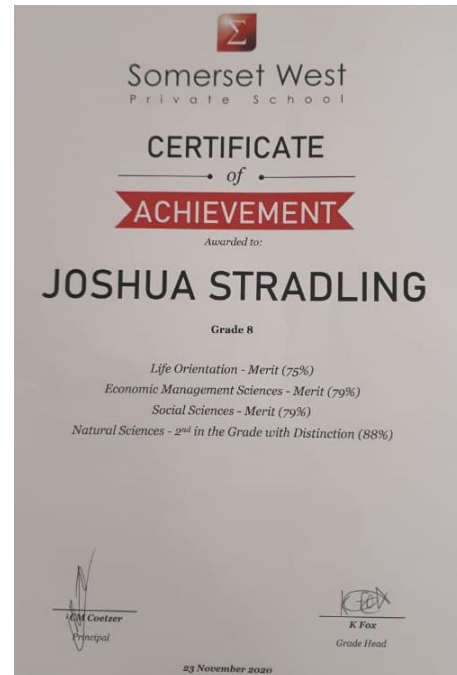 Σ
Somerset West
Private School
CERTIFICATE
of
ACHIEVEMENT
Awarded to:
JOSHUA STRADLING
Grade 8
Life Orientation - Merit (75%)
Economic Management Sciences - Merit (79%)
Social Sciences - Merit (79%)
Natural Sciences - 2nd in the Grade with Distinction (88%)
K Fox
CM Coetzer
Principal
K Fox
Grade Head
23 November 2020